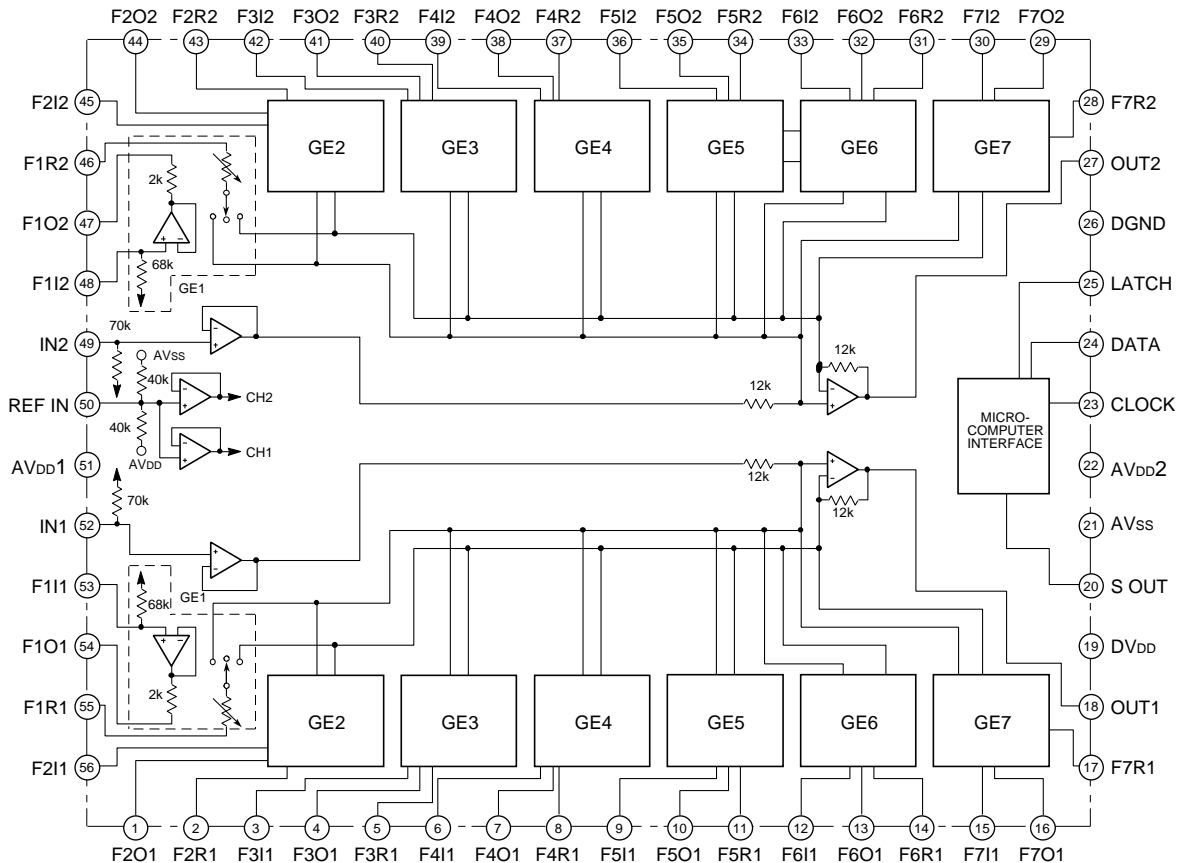 F2O2 F2R2 F3I2 F3O2 F3R2 F4I2 F4O2 F4R2 F5I2 F5O2 F5R2 F6I2 F6O2 F6R2 F7I2 F7O2
44 43 42 41 40 39 38 37 36 35 34 33 32 31 30 29
F2I2 45
28 F7R2
GE2 GE3 GE4 GE5 GE6 GE7
F1R2 46
27 OUT2
2k
F1O2 47
26 DGND
+ −
68k
F1I2 48
GE1
25 LATCH
70k
IN2 49
− +
AVSS
24 DATA
40k
12k
− +
CH2
12k
− +
REF IN 50
23 CLOCK
40k
− +
CH1
MICRO-
COMPUTER
INTERFACE
AVDD
AVDD1 51
22 AVDD2
12k
+ −
12k
70k
IN1 52
21 AVSS
+ −
F1I1 53
68k
GE1
20 S OUT
+ −
F1O1 54
19 DVDD
2k
F1R1 55
18 OUT1
GE2 GE3 GE4 GE5 GE6 GE7
F2I1 56
17 F7R1
1 2 3 4 5 6 7 8 9 10 11 12 13 14 15 16
F2O1 F2R1 F3I1 F3O1 F3R1 F4I1 F4O1 F4R1 F5I1 F5O1 F5R1 F6I1 F6O1 F6R1 F7I1 F7O1